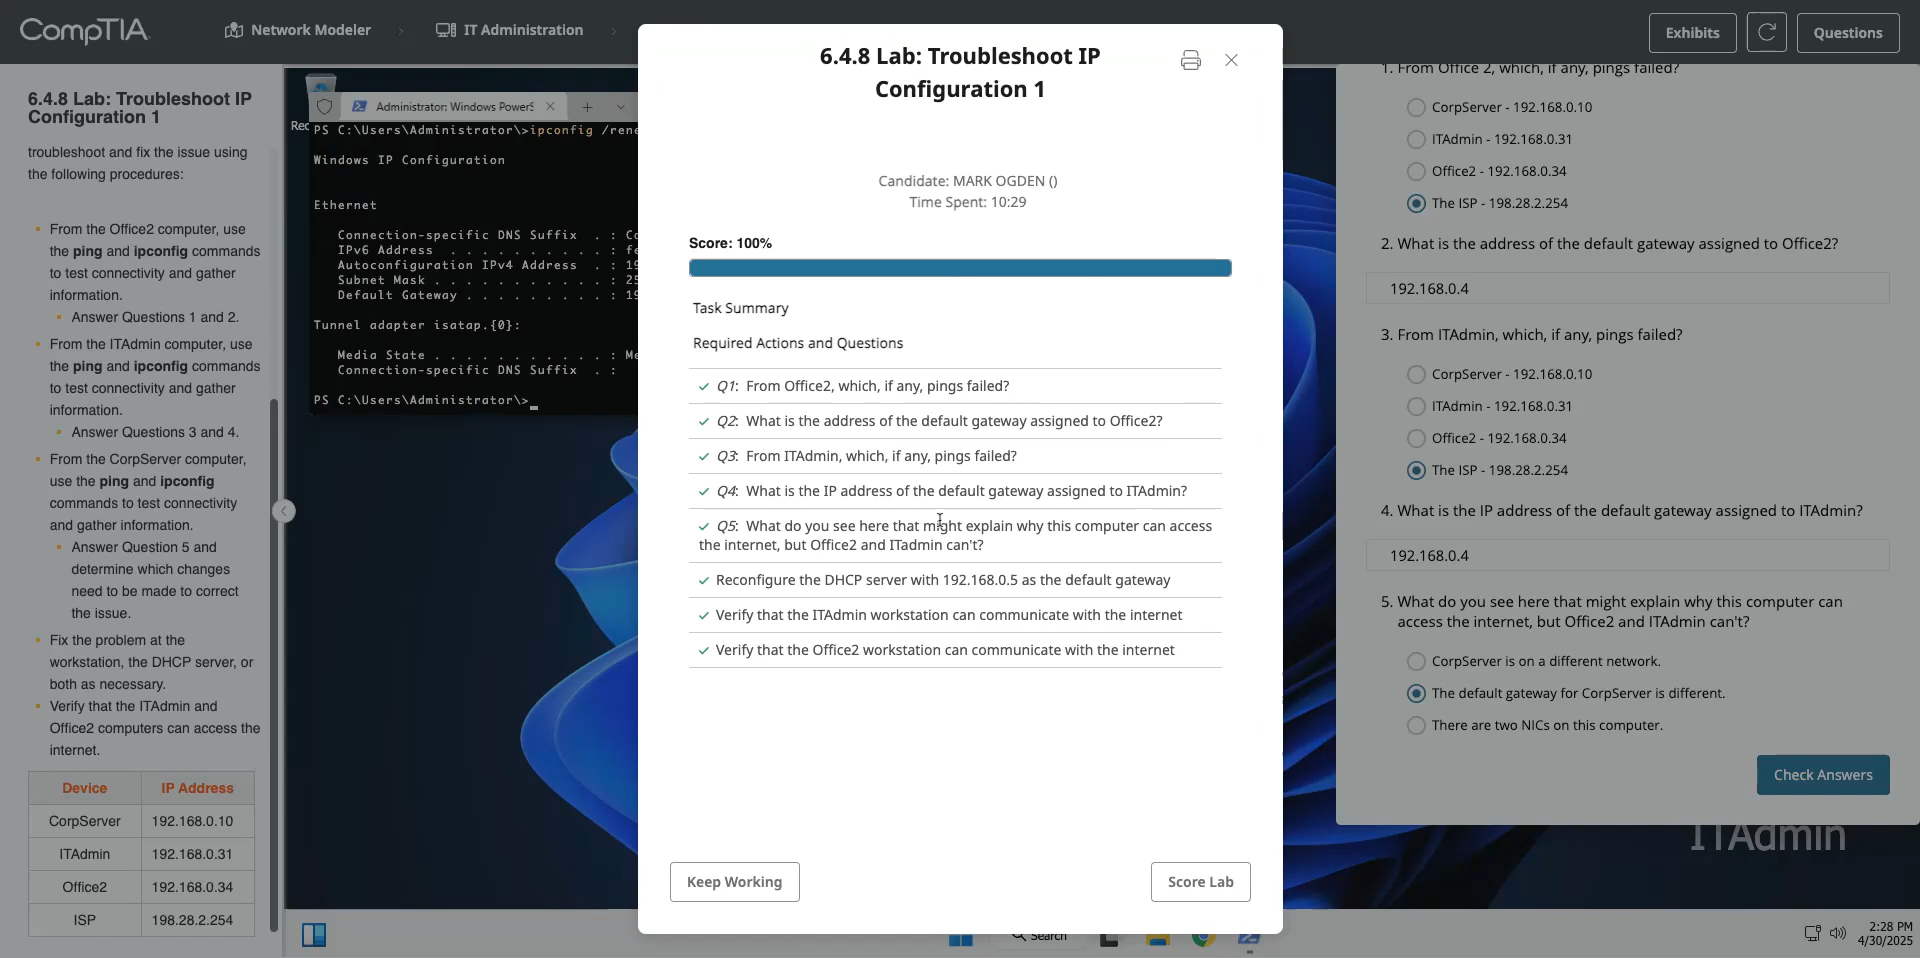 CompTIA
Network Modeler
IT Administration
Exhibits
Questions
6.4.8 Lab: Troubleshoot IP
Configuration 1
troubleshoot and fix the issue using
the following procedures:
From the Office2 computer, use
the ping and ipconfig commands
to test connectivity and gather
information.
Answer Questions 1 and 2.
From the ITAdmin computer, use
the ping and ipconfig commands
to test connectivity and gather
information.
Answer Questions 3 and 4.
From the CorpServer computer,
use the ping and ipconfig
commands to test connectivity
and gather information.
Answer Question 5 and
determine which changes
need to be made to correct
the issue.
Fix the problem at the
workstation, the DHCP server, or
both as necessary.
Verify that the ITAdmin and
Office2 computers can access the
internet.
Device IP Address
CorpServer 192.168.0.10
ITAdmin 192.168.0.31
Office2 192.168.0.34
ISP 198.28.2.254
Rec
Administrator: Windows PowerS
PS C:\Users\Administrator\>ipconfig /rene
Windows IP Configuration
Ethernet
Connection-specific DNS Suffix . : Co
IPv6 Address . . . . . . . . . : fe
Autoconfiguration IPv4 Address . : 19
Subnet Mask . . . . . . . . . . : 25
Default Gateway . . . . . . . . : 19
Tunnel adapter isatap.{0}:
Media State . . . . . . . . . . : Me
Connection-specific DNS Suffix . :
PS C:\Users\Administrator\>
6.4.8 Lab: Troubleshoot IP
Configuration 1
Candidate: MARK OGDEN ()
Time Spent: 10:29
Score: 100%
Task Summary
Required Actions and Questions
Q1: From Office2, which, if any, pings failed?
Q2: What is the address of the default gateway assigned to Office2?
Q3: From ITAdmin, which, if any, pings failed?
Q4: What is the IP address of the default gateway assigned to ITAdmin?
Q5: What do you see here that might explain why this computer can access
the internet, but Office2 and ITadmin can't?
Reconfigure the DHCP server with 192.168.0.5 as the default gateway
Verify that the ITAdmin workstation can communicate with the internet
Verify that the Office2 workstation can communicate with the internet
Keep Working
Score Lab
1. From Office 2, which, if any, pings failed?
CorpServer - 192.168.0.10
ITAdmin - 192.168.0.31
Office2 - 192.168.0.34
The ISP - 198.28.2.254
2. What is the address of the default gateway assigned to Office2?
192.168.0.4
3. From ITAdmin, which, if any, pings failed?
CorpServer - 192.168.0.10
ITAdmin - 192.168.0.31
Office2 - 192.168.0.34
The ISP - 198.28.2.254
4. What is the IP address of the default gateway assigned to ITAdmin?
192.168.0.4
5. What do you see here that might explain why this computer can
access the internet, but Office2 and ITAdmin can't?
CorpServer is on a different network.
The default gateway for CorpServer is different.
There are two NICs on this computer.
Check Answers
ITAdmin
Search
2:28 PM
4/30/2025